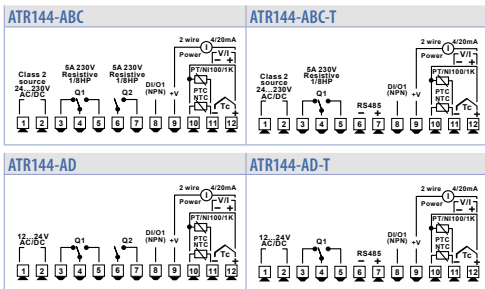 ATR144-ABC
2 wire 4/20mA
I
Power V/I
- +
PT/NI100/1K
PTC
NTC
Tc
Class 2
source
24...230V
AC/DC
5A 230V
Resistive
1/8HP
Q1
5A 230V
Resistive
1/8HP
Q2
DI/O1
(NPN)
+V
1 2 3 4 5 6 7 8 9 10 11 12
ATR144-ABC-T
2 wire 4/20mA
I
Power V/I
- +
PT/NI100/1K
PTC
NTC
Tc
Class 2
source
24...230V
AC/DC
5A 230V
Resistive
1/8HP
Q1
RS485
- +
DI/O1
(NPN)
+V
1 2 3 4 5 6 7 8 9 10 11 12
ATR144-AD
2 wire 4/20mA
I
Power V/I
- +
PT/NI100/1K
PTC
NTC
Tc
12...24V
AC/DC
Q1
Q2
DI/O1
(NPN)
+V
1 2 3 4 5 6 7 8 9 10 11 12
ATR144-AD-T
2 wire 4/20mA
I
Power V/I
- +
PT/NI100/1K
PTC
NTC
Tc
12...24V
AC/DC
Q1
RS485
- +
DI/O1
(NPN)
+V
1 2 3 4 5 6 7 8 9 10 11 12